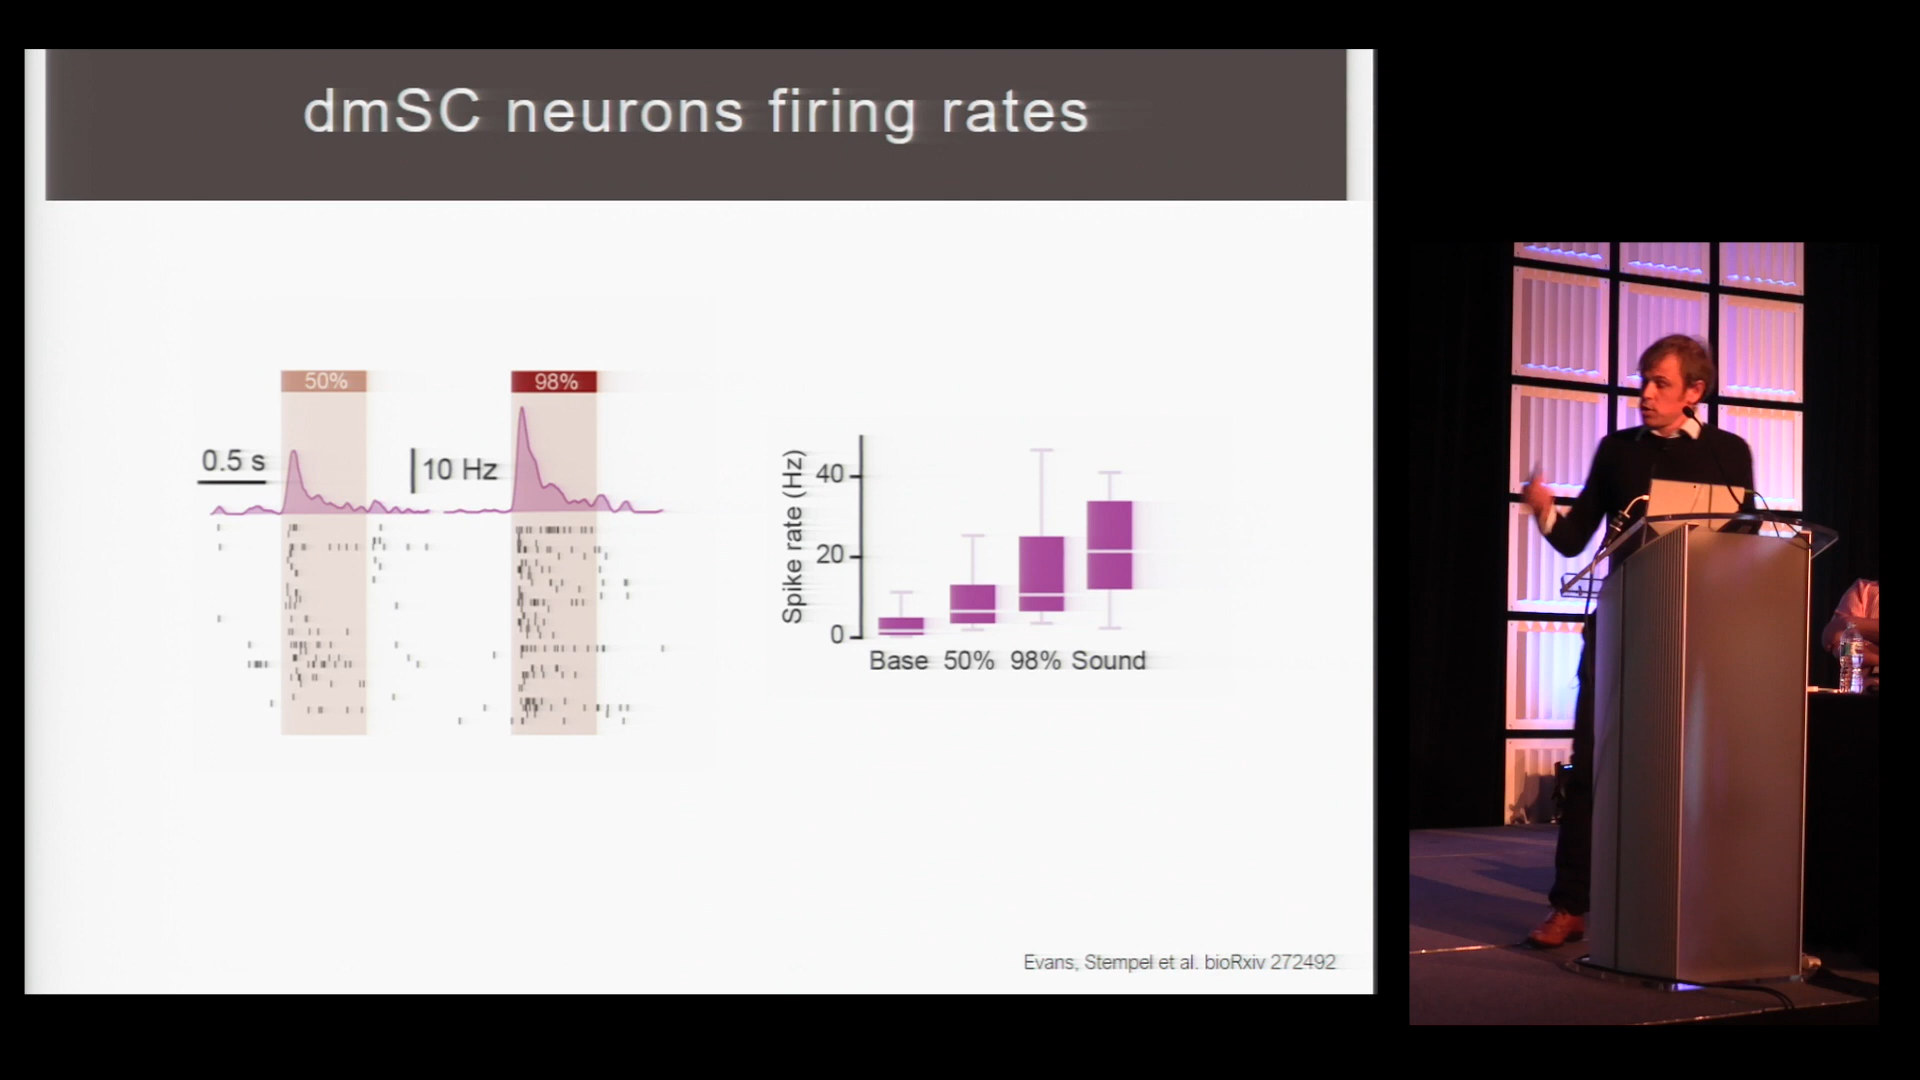 dmSC neurons firing rates
50%
98%
0.5 s
10 Hz
Spike rate (Hz)
40
20
0
Base 50% 98% Sound
Evans, Stempel et al. bioRxiv 272492